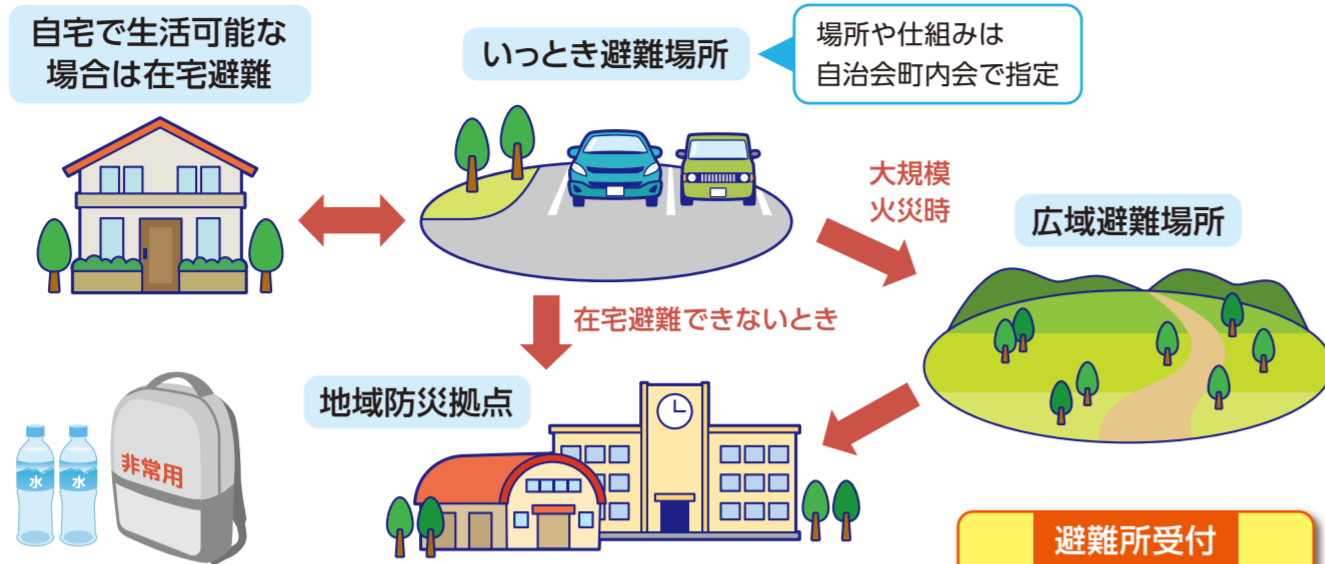 自宅で生活可能な
場合は在宅避難
いっとき避難場所
場所や仕組みは
自治会町内会で指定
大規模
火災時
広域避難場所
在宅避難できないとき
地域防災拠点
水
水
非常用
避難所受付